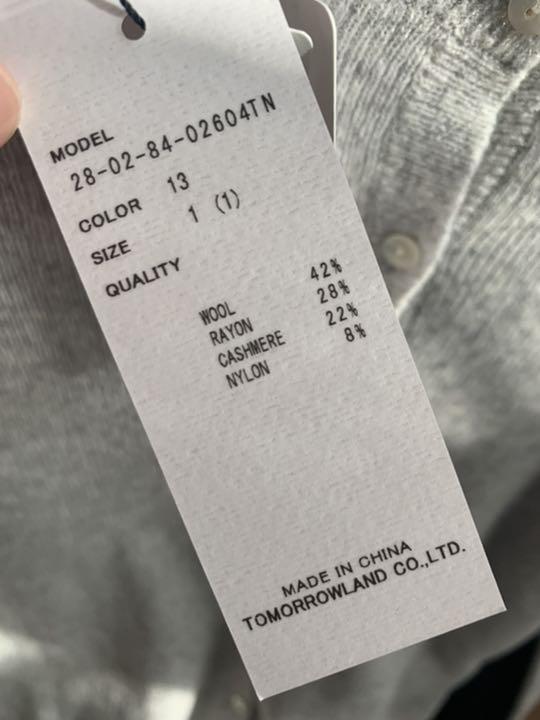 MODEL
28-02-84-02604TN
COLOR 13
SIZE 1 (1)
QUALITY
WOOL 42%
RAYON 28%
CASHMERE 22%
NYLON 8%
MADE IN CHINA
TOMORROWLAND CO.,LTD.